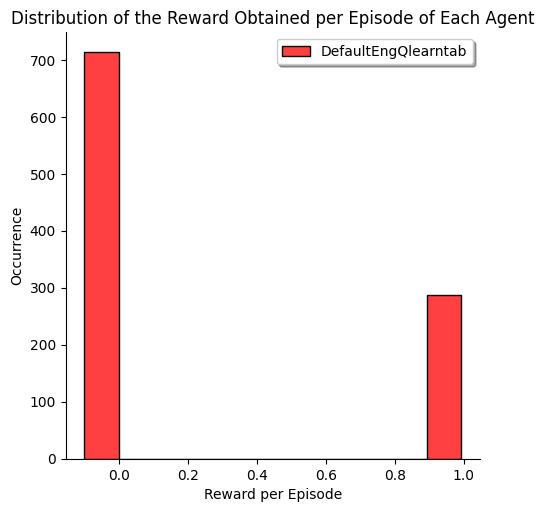 Distribution of the Reward Obtained per Episode of Each Agent
DefaultEngQlearntab
700
600
500
400
300
200
100
0
Occurrence
0.0 0.2 0.4 0.6 0.8 1.0
Reward per Episode